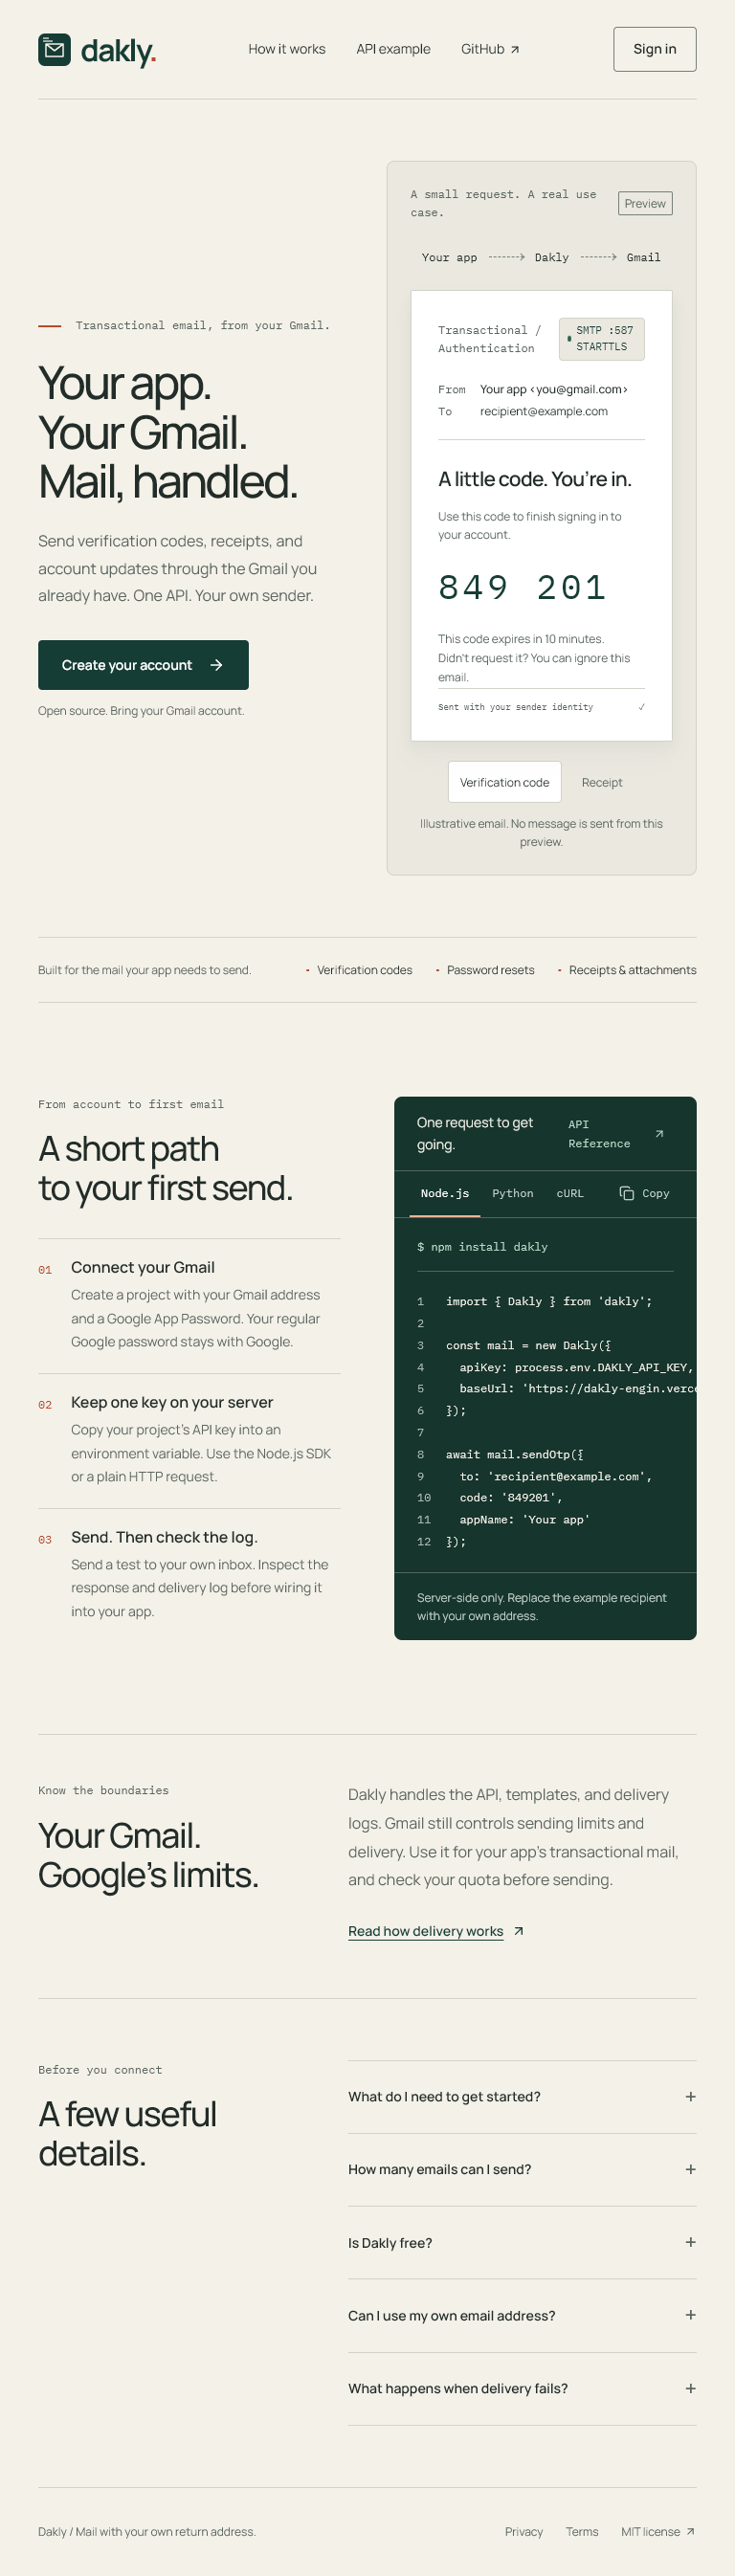 dakly.
How it works
API example
GitHub ↗
Sign in
A small request. A real use
case.
Preview
Your app
Dakly
Gmail
Transactional email, from your Gmail.
Your app.
Your Gmail.
Mail, handled.
Send verification codes, receipts, and
account updates through the Gmail you
already have. One API. Your own sender.
Create your account →
Open source. Bring your Gmail account.
Transactional /
Authentication
SMTP :587
STARTTLS
From Your app <you@gmail.com>
To recipient@example.com
A little code. You’re in.
Use this code to finish signing in to
your account.
849 201
This code expires in 10 minutes.
Didn't request it? You can ignore this
email.
Sent with your sender identity ✓
Verification code
Receipt
Illustrative email. No message is sent from this
preview.
Built for the mail your app needs to send.
Verification codes
Password resets
Receipts & attachments
From account to first email
A short path
to your first send.
01 Connect your Gmail
Create a project with your Gmail address
and a Google App Password. Your regular
Google password stays with Google.
02 Keep one key on your server
Copy your project's API key into an
environment variable. Use the Node.js SDK
or a plain HTTP request.
03 Send. Then check the log.
Send a test to your own inbox. Inspect the
response and delivery log before wiring it
into your app.
One request to get
going.
API
Reference ↗
Node.js
Python
cURL
Copy
$ npm install dakly
1 import { Dakly } from 'dakly';
2
3 const mail = new Dakly({
4 apiKey: process.env.DAKLY_API_KEY,
5 baseUrl: 'https://dakly-engin.verce
6 });
7
8 await mail.sendOtp({
9 to: 'recipient@example.com',
10 code: '849201',
11 appName: 'Your app'
12 });
Server-side only. Replace the example recipient
with your own address.
Know the boundaries
Your Gmail.
Google’s limits.
Dakly handles the API, templates, and delivery
logs. Gmail still controls sending limits and
delivery. Use it for your app's transactional mail,
and check your quota before sending.
Read how delivery works ↗
Before you connect
A few useful
details.
What do I need to get started? +
How many emails can I send? +
Is Dakly free? +
Can I use my own email address? +
What happens when delivery fails? +
Dakly / Mail with your own return address.
Privacy
Terms
MIT license ↗